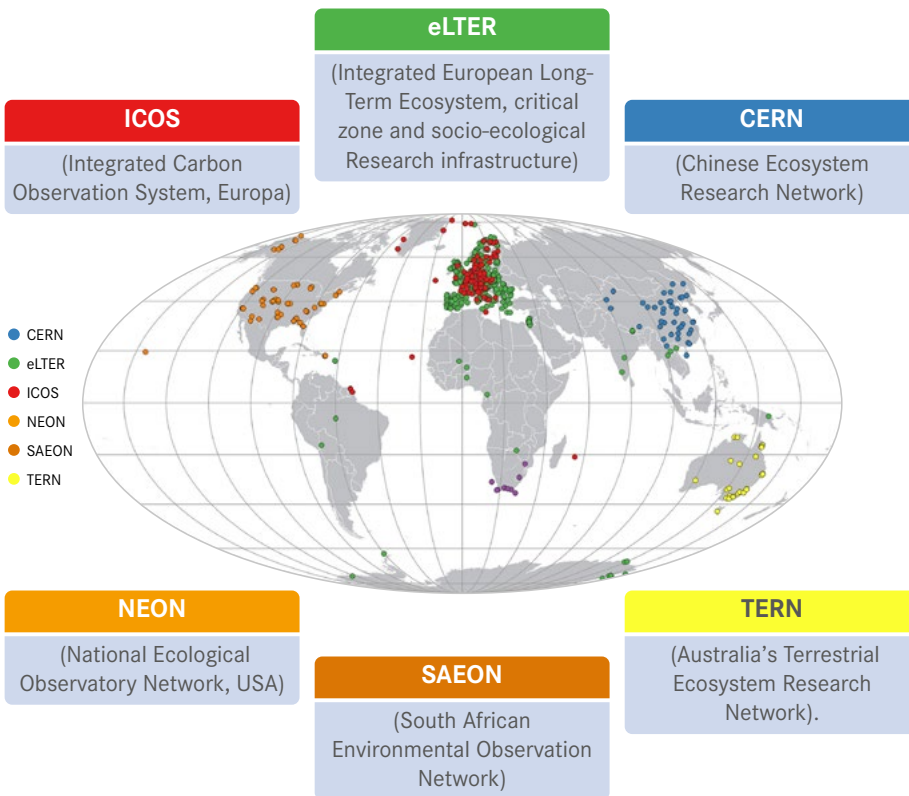 eLTER
(Integrated European Long-
Term Ecosystem, critical
zone and socio-ecological
Research infrastructure)
ICOS
(Integrated Carbon
Observation System, Europa)
CERN
(Chinese Ecosystem
Research Network)
CERN
eLTER
ICOS
NEON
SAEON
TERN
NEON
(National Ecological
Observatory Network, USA)
SAEON
(South African
Environmental Observation
Network)
TERN
(Australia's Terrestrial
Ecosystem Research
Network).